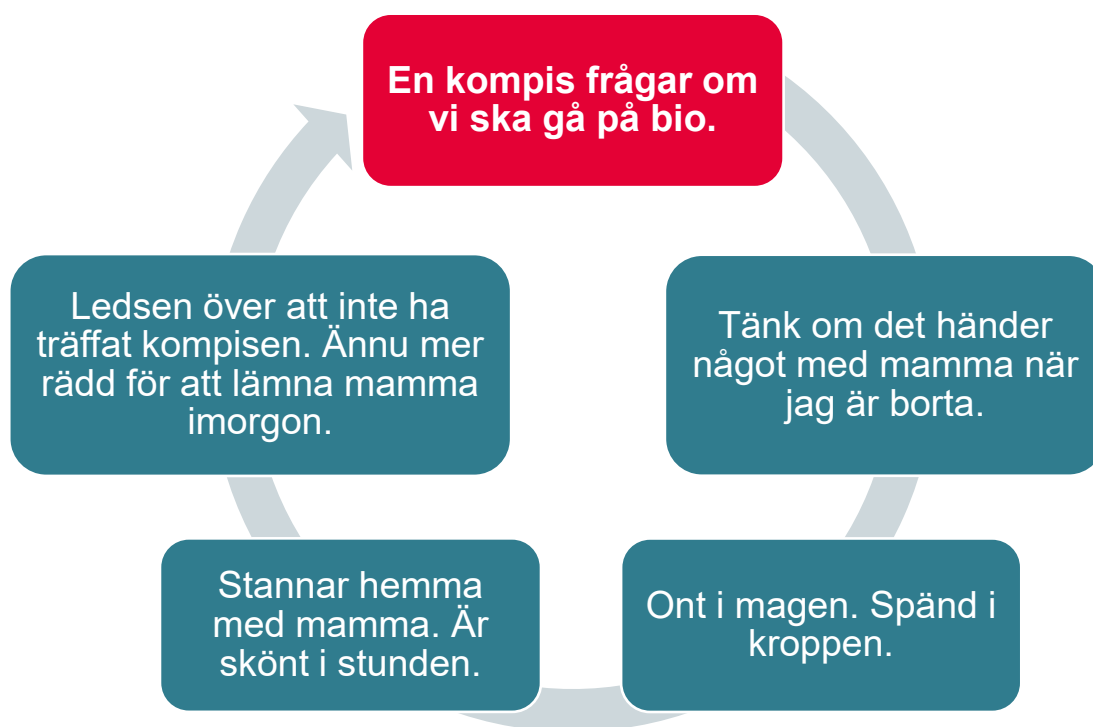 En kompis frågar om
vi ska gå på bio.
Tänk om det händer
något med mamma när
jag är borta.
Ont i magen. Spänd i
kroppen.
Stannar hemma
med mamma. Är
skönt i stunden.
Ledsen över att inte ha
träffat kompisen. Ännu mer
rädd för att lämna mamma
imorgon.